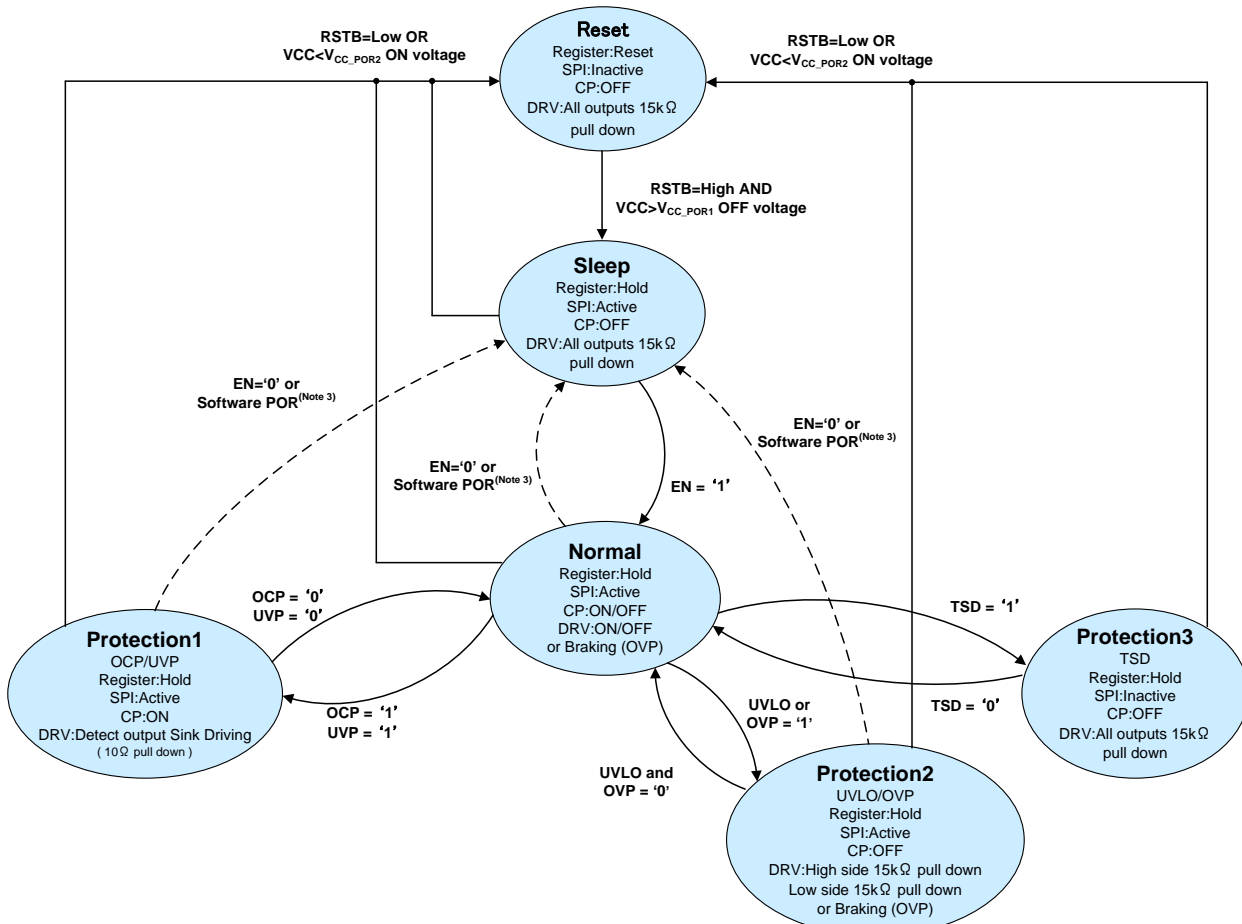 Reset
Register:Reset
SPI:Inactive
CP:OFF
DRV:All outputs 15kΩ
pull down
RSTB=Low OR
VCC<VCC_POR2 ON voltage
RSTB=Low OR
VCC<VCC_POR2 ON voltage
RSTB=High AND
VCC>VCC_POR1 OFF voltage
Sleep
Register:Hold
SPI:Active
CP:OFF
DRV:All outputs 15kΩ
pull down
EN=‘0’ or
Software POR(Note 3)
EN=‘0’ or
Software POR(Note 3)
EN=‘0’ or
Software POR(Note 3)
EN = ‘1’
Normal
Register:Hold
SPI:Active
CP:ON/OFF
DRV:ON/OFF
or Braking (OVP)
OCP = ‘0’
UVP = ‘0’
OCP = ‘1’
UVP = ‘1’
TSD = ‘1’
TSD = ‘0’
UVLO or
OVP = ‘1’
UVLO and
OVP = ‘0’
Protection1
OCP/UVP
Register:Hold
SPI:Active
CP:ON
DRV:Detect output Sink Driving
( 10Ω pull down )
Protection3
TSD
Register:Hold
SPI:Inactive
CP:OFF
DRV:All outputs 15kΩ
pull down
Protection2
UVLO/OVP
Register:Hold
SPI:Active
CP:OFF
DRV:High side 15kΩ pull down
Low side 15kΩ pull down
or Braking (OVP)